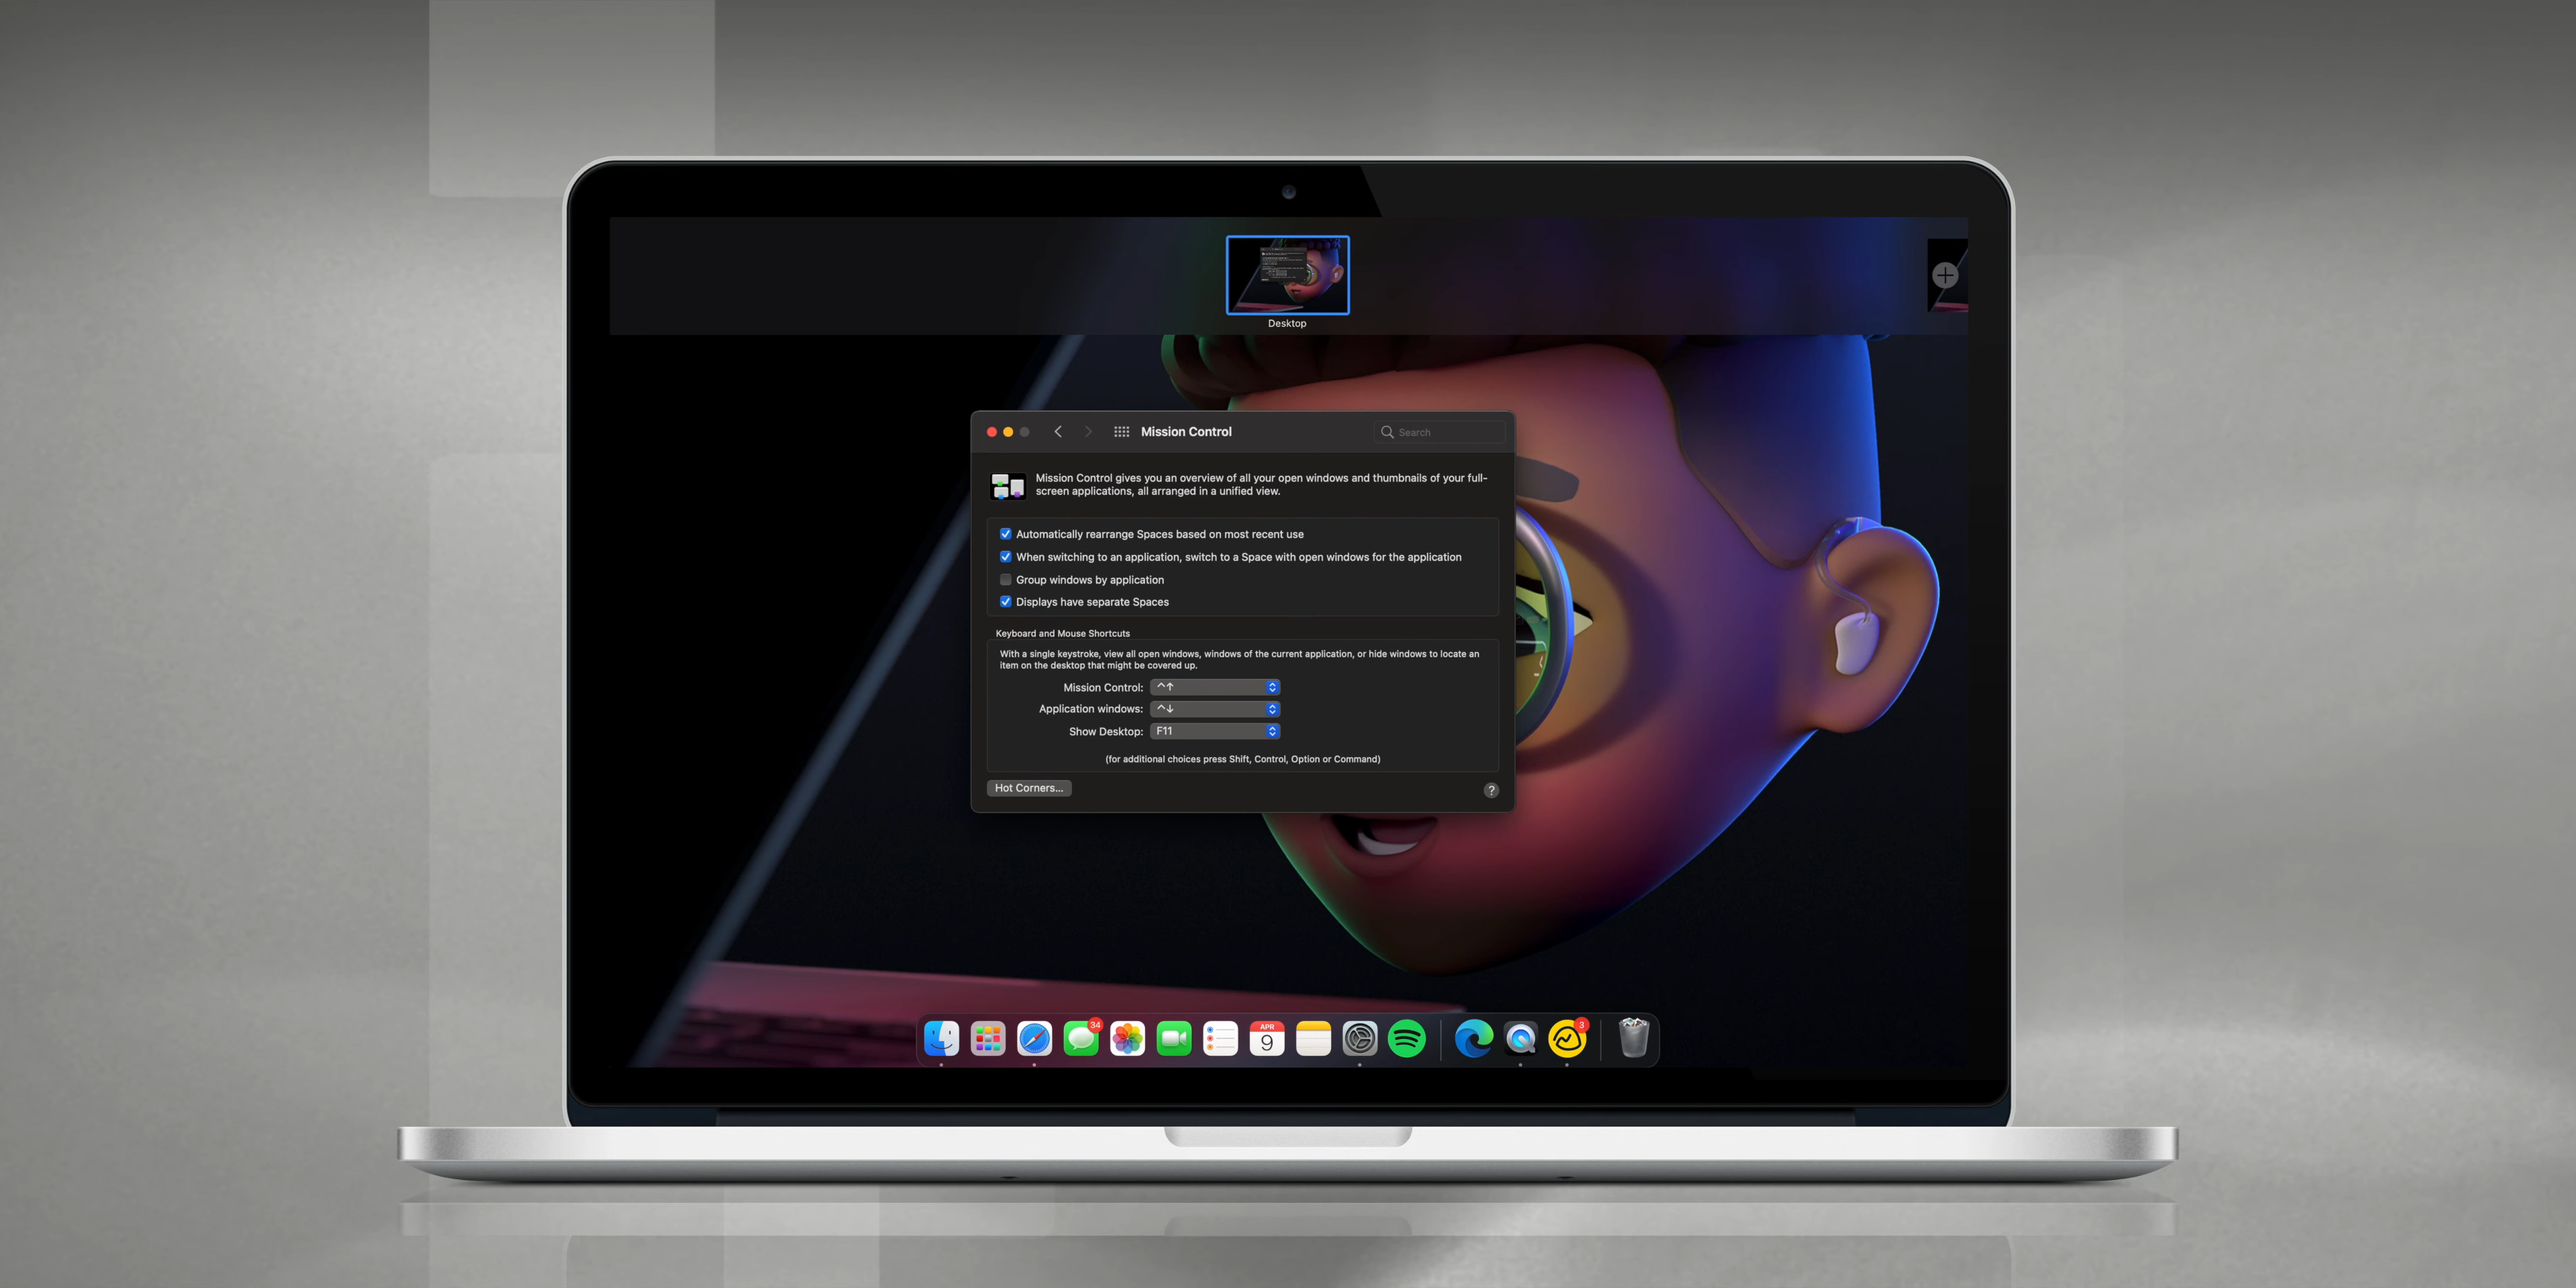 Desktop
Mission Control
Search
Mission Control gives you an overview of all your open windows and thumbnails of your full-
screen applications, all arranged in a unified view.
Automatically rearrange Spaces based on most recent use
When switching to an application, switch to a Space with open windows for the application
Group windows by application
Displays have separate Spaces
Keyboard and Mouse Shortcuts
With a single keystroke, view all open windows, windows of the current application, or hide windows to locate an
item on the desktop that might be covered up.
Mission Control: ^↑
Application windows: ^↓
Show Desktop: F11
(for additional choices press Shift, Control, Option or Command)
Hot Corners...
?
34
APR
9
3